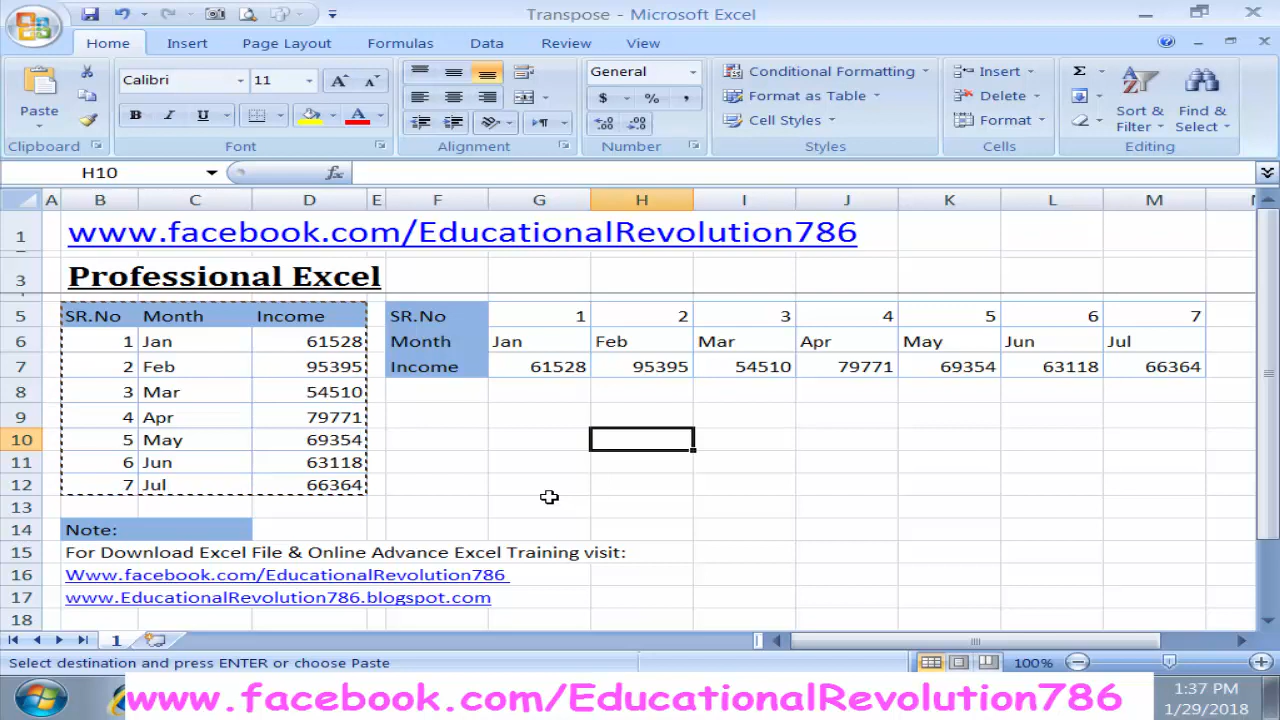 Transpose - Microsoft Excel
Home Insert Page Layout Formulas Data Review View
Paste
Clipboard
Calibri 11
B I U A
Font
Alignment
General
$ % ,
Number
Conditional Formatting
Format as Table
Cell Styles
Styles
Insert
Delete
Format
Cells
Σ
Sort & Filter
Find & Select
Editing
H10 fx
A B C D E F G H I J K L M
1 www.facebook.com/EducationalRevolution786
3 Professional Excel
5 SR.No Month Income SR.No 1 2 3 4 5 6 7
6 1 Jan 61528 Month Jan Feb Mar Apr May Jun Jul
7 2 Feb 95395 Income 61528 95395 54510 79771 69354 63118 66364
8 3 Mar 54510
9 4 Apr 79771
10 5 May 69354
11 6 Jun 63118
12 7 Jul 66364
13
14 Note:
15 For Download Excel File & Online Advance Excel Training visit:
16 Www.facebook.com/EducationalRevolution786
17 www.EducationalRevolution786.blogspot.com
18
1
Select destination and press ENTER or choose Paste 100%
www.facebook.com/EducationalRevolution786
1:37 PM
1/29/2018